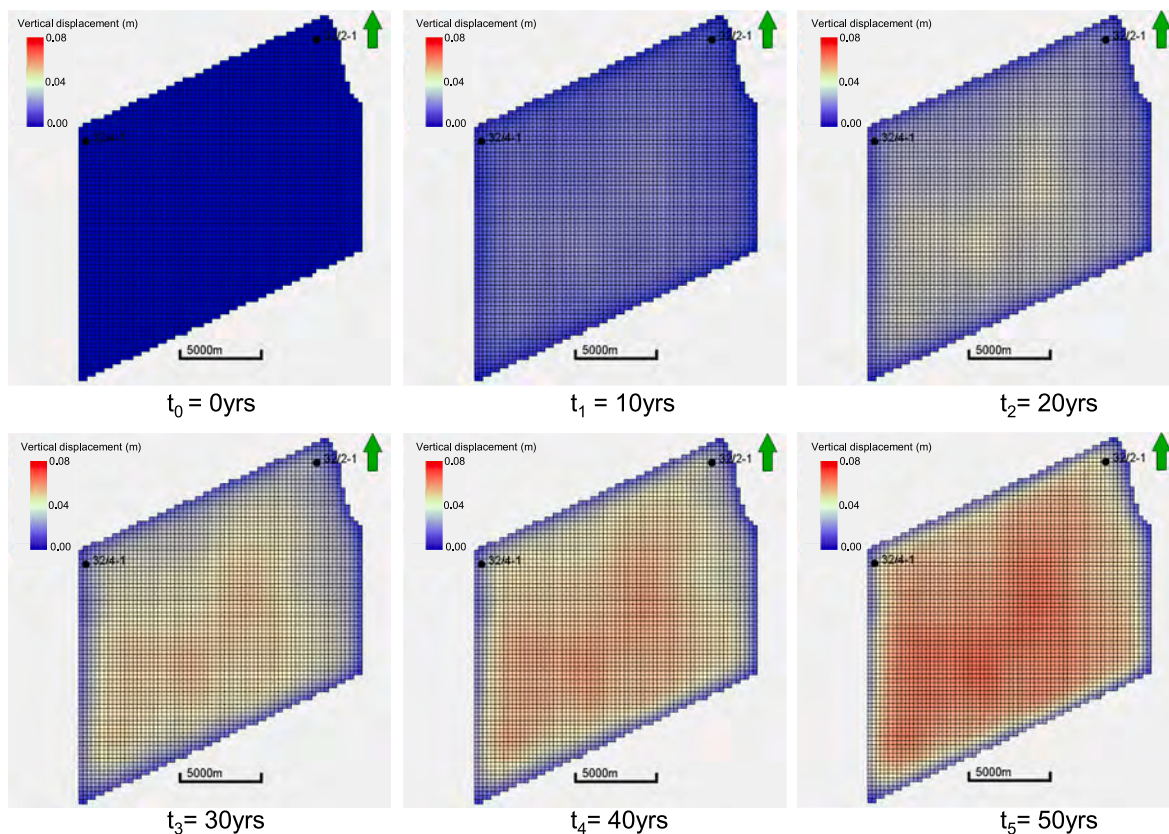 Vertical displacement (m)
0.08
0.04
0.00
32/2-1
32/4-1
5000m
t0 = 0yrs
Vertical displacement (m)
0.08
0.04
0.00
32/2-1
32/4-1
5000m
t1 = 10yrs
Vertical displacement (m)
0.08
0.04
0.00
32/2-1
32/4-1
5000m
t2 = 20yrs
Vertical displacement (m)
0.08
0.04
0.00
32/2-1
32/4-1
5000m
t3 = 30yrs
Vertical displacement (m)
0.08
0.04
0.00
32/2-1
32/4-1
5000m
t4 = 40yrs
Vertical displacement (m)
0.08
0.04
0.00
32/2-1
32/4-1
5000m
t5 = 50yrs